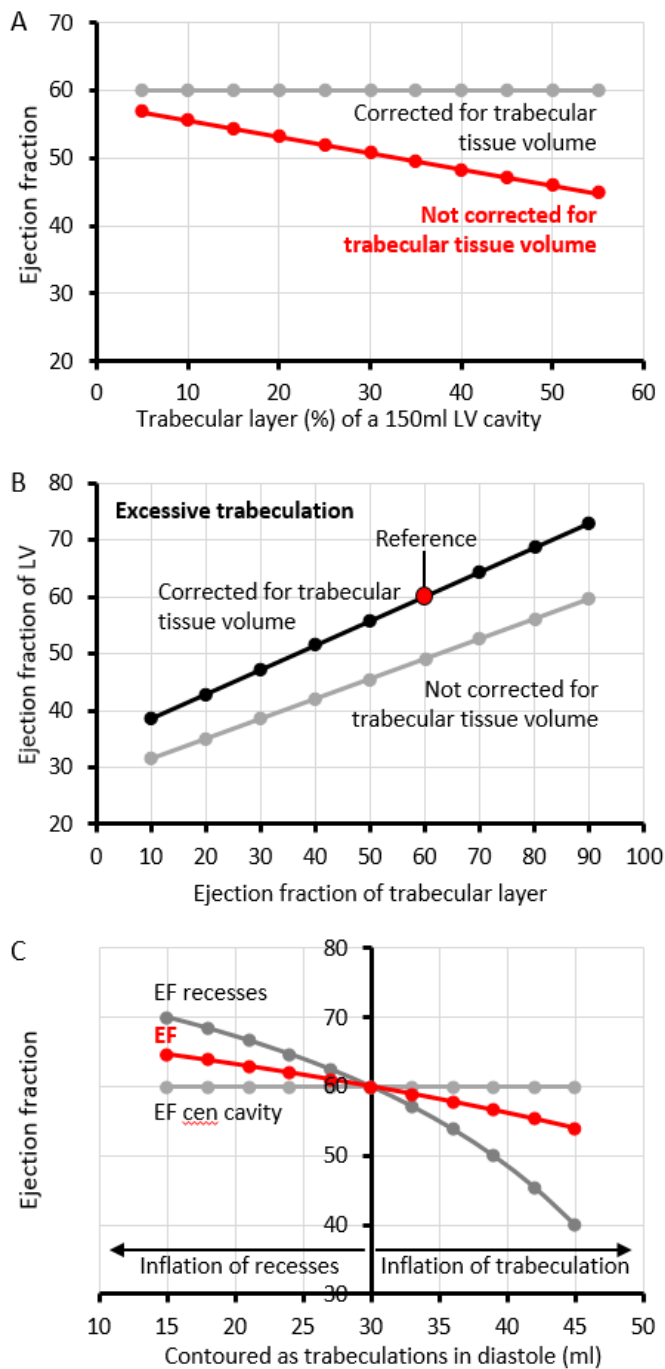 A
70
60
50
40
30
20
Ejection fraction
Corrected for trabecular
tissue volume
Not corrected for
trabecular tissue volume
0 10 20 30 40 50 60
Trabecular layer (%) of a 150ml LV cavity
B
80
70
60
50
40
30
20
Ejection fraction of LV
Excessive trabeculation
Reference
Corrected for trabecular
tissue volume
Not corrected for
trabecular tissue volume
0 10 20 30 40 50 60 70 80 90 100
Ejection fraction of trabecular layer
C
80
70
60
50
40
30
Ejection fraction
EF recesses
EF
EF cen cavity
Inflation of recesses
Inflation of trabeculation
10 15 20 25 30 35 40 45 50
Contoured as trabeculations in diastole (ml)